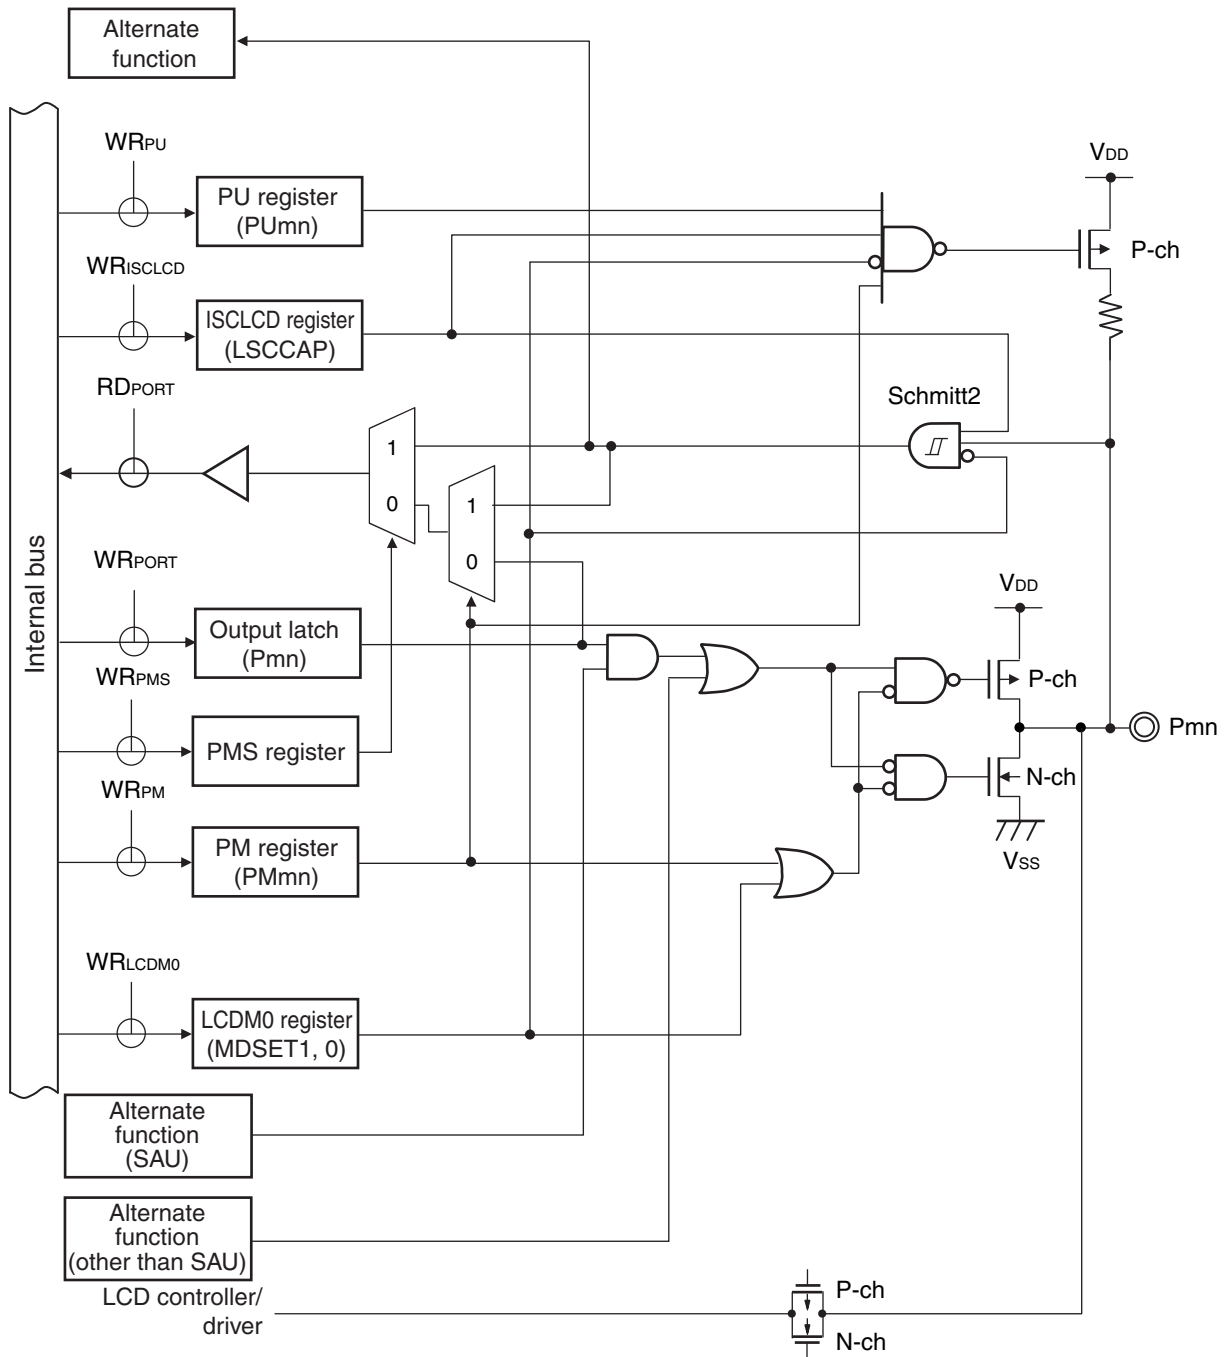 Alternate
function
WRPU
PU register
(PUmn)
VDD
P-ch
WRISCLCD
ISCLCD register
(LSCCAP)
RDPORT
Schmitt2
1
0
1
0
Internal bus
WRPORT
Output latch
(Pmn)
VDD
P-ch
WRPMS
PMS register
Pmn
N-ch
WRPM
PM register
(PMmn)
VSS
WRLCDM0
LCDM0 register
(MDSET1, 0)
Alternate
function
(SAU)
Alternate
function
(other than SAU)
LCD controller/
driver
P-ch
N-ch